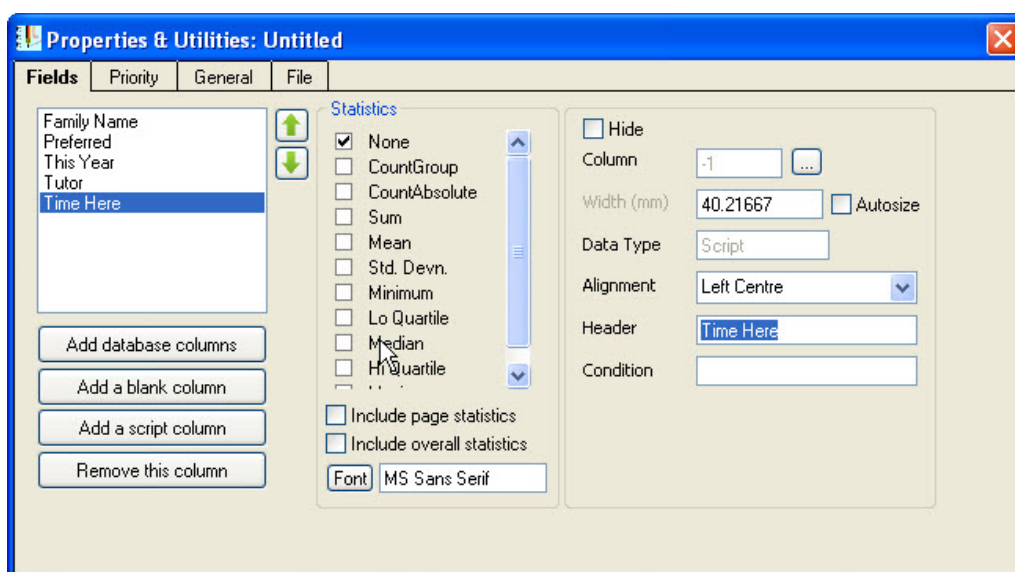 Properties & Utilities: Untitled
Fields Priority General File
Family Name
Preferred
This Year
Tutor
Time Here
Add database columns
Add a blank column
Add a script column
Remove this column
Statistics
None
CountGroup
CountAbsolute
Sum
Mean
Std. Devn.
Minimum
Lo Quartile
Median
Hi Quartile
Include page statistics
Include overall statistics
Font MS Sans Serif
Hide
Column -1 ...
Width (mm) 40.21667 Autosize
Data Type Script
Alignment Left Centre
Header Time Here
Condition